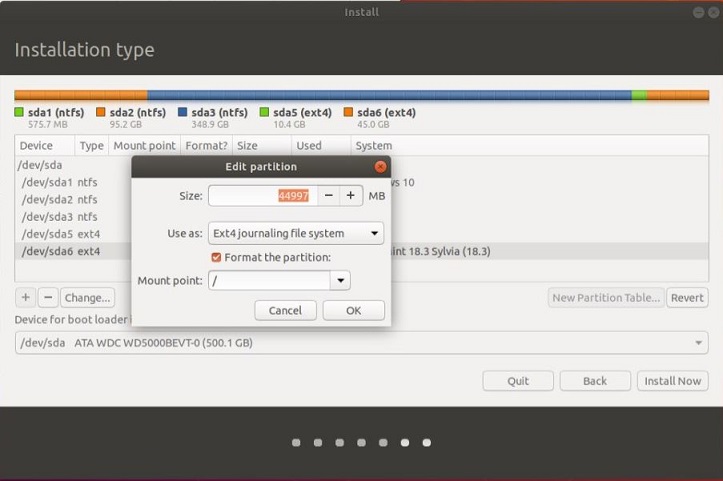 Install
Installation type
sda1 (ntfs) sda2 (ntfs) sda3 (ntfs) sda5 (ext4) sda6 (ext4)
575.7 MB 95.2 GB 348.9 GB 10.4 GB 45.0 GB
Device Type Mount point Format? Size Used System
/dev/sda
/dev/sda1 ntfs
/dev/sda2 ntfs
/dev/sda3 ntfs
/dev/sda5 ext4
/dev/sda6 ext4 18.3 Sylvia (18.3)
10
Edit partition
Size: 44997 MB
Use as: Ext4 journaling file system
Format the partition:
Mount point: /
Cancel OK
+ − Change... New Partition Table... Revert
Device for boot loader
/dev/sda ATA WDC WD5000BEVT-0 (500.1 GB)
Quit Back Install Now